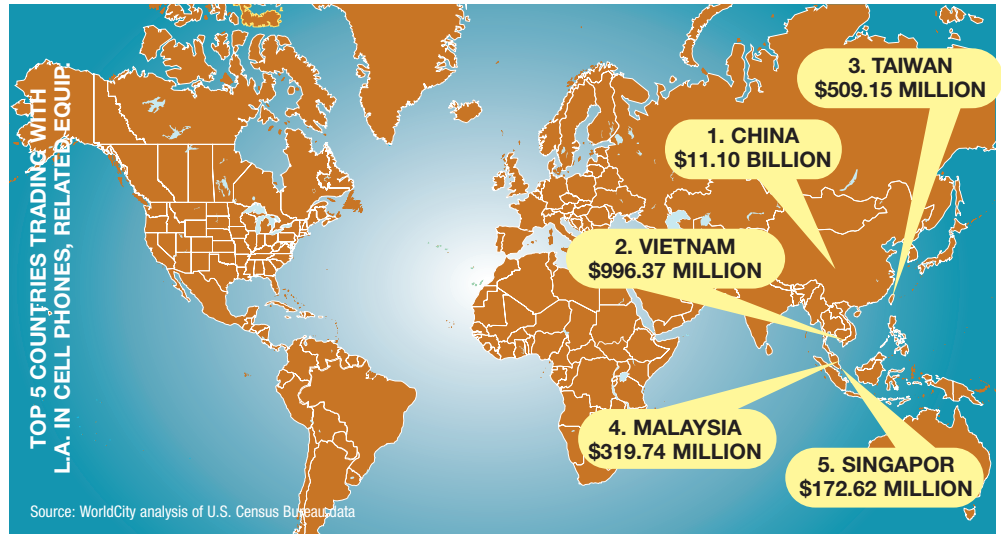 TOP 5 COUNTRIES TRADING WITH
L.A. IN CELL PHONES, RELATED EQUIP.
3. TAIWAN
$509.15 MILLION
1. CHINA
$11.10 BILLION
2. VIETNAM
$996.37 MILLION
4. MALAYSIA
$319.74 MILLION
5. SINGAPOR
$172.62 MILLION
Source: WorldCity analysis of U.S. Census Bureau data